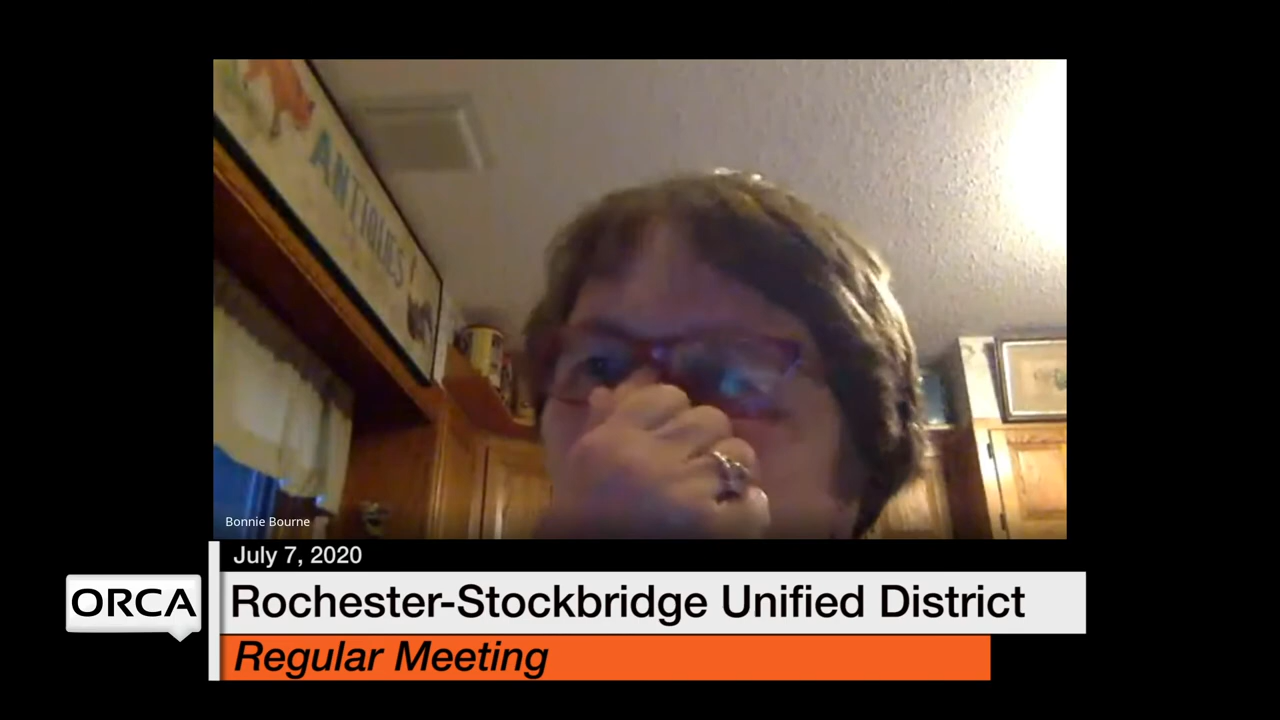 ANTIQUES
Bonnie Bourne
July 7, 2020
ORCA
Rochester-Stockbridge Unified District
Regular Meeting